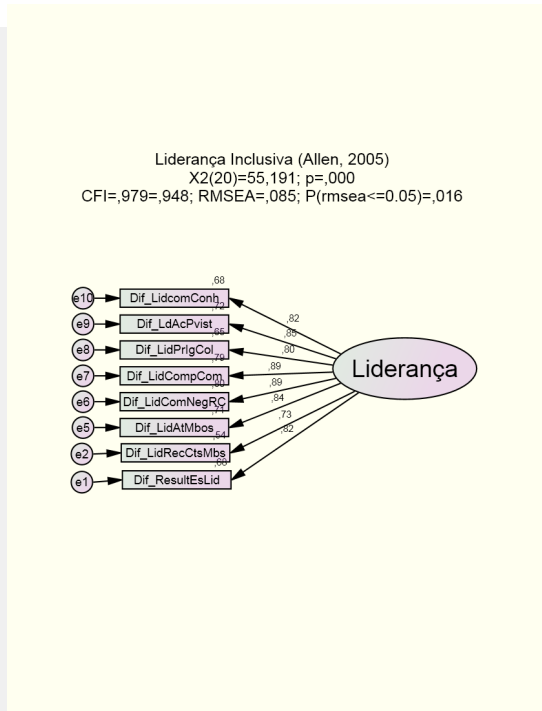 Liderança Inclusiva (Allen, 2005)
X2(20)=55,191; p=,000
CFI=,979=,948; RMSEA=,085; P(rmsea<=0.05)=,016
,68
e10 Dif_LidcomConh ,82
,72
e9 Dif_LdAcPvist ,85
,65
e8 Dif_LidPrlgCol ,80
,79
Liderança
e7 Dif_LidCompCom ,89
,80
e6 Dif_LidComNegRC ,89
,71
e5 Dif_LidAtMbos ,84
,54
e2 Dif_LidRecCtsMbs ,73
,68
e1 Dif_ResultEsLid ,82